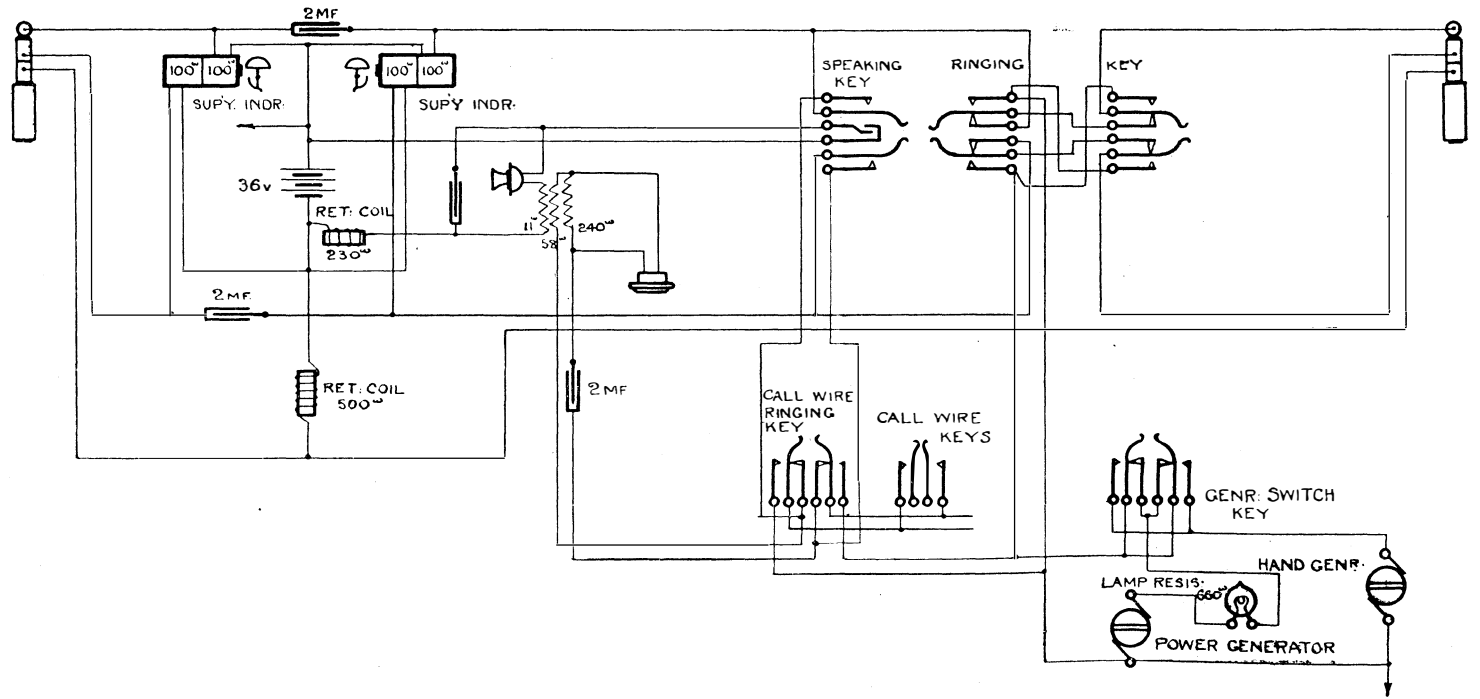 2MF
100ω 100ω
100ω 100ω
SUP'Y. INDR:
SUP'Y INDR.
SPEAKING
KEY
RINGING
KEY
36V
RET: COIL
230ω
11ω
58ω
240ω
2MF.
RET: COIL
500ω
2MF
CALL WIRE
RINGING
KEY
CALL WIRE
KEYS
GENR: SWITCH
KEY
HAND GENR.
LAMP RESIS.
660ω
POWER GENERATOR